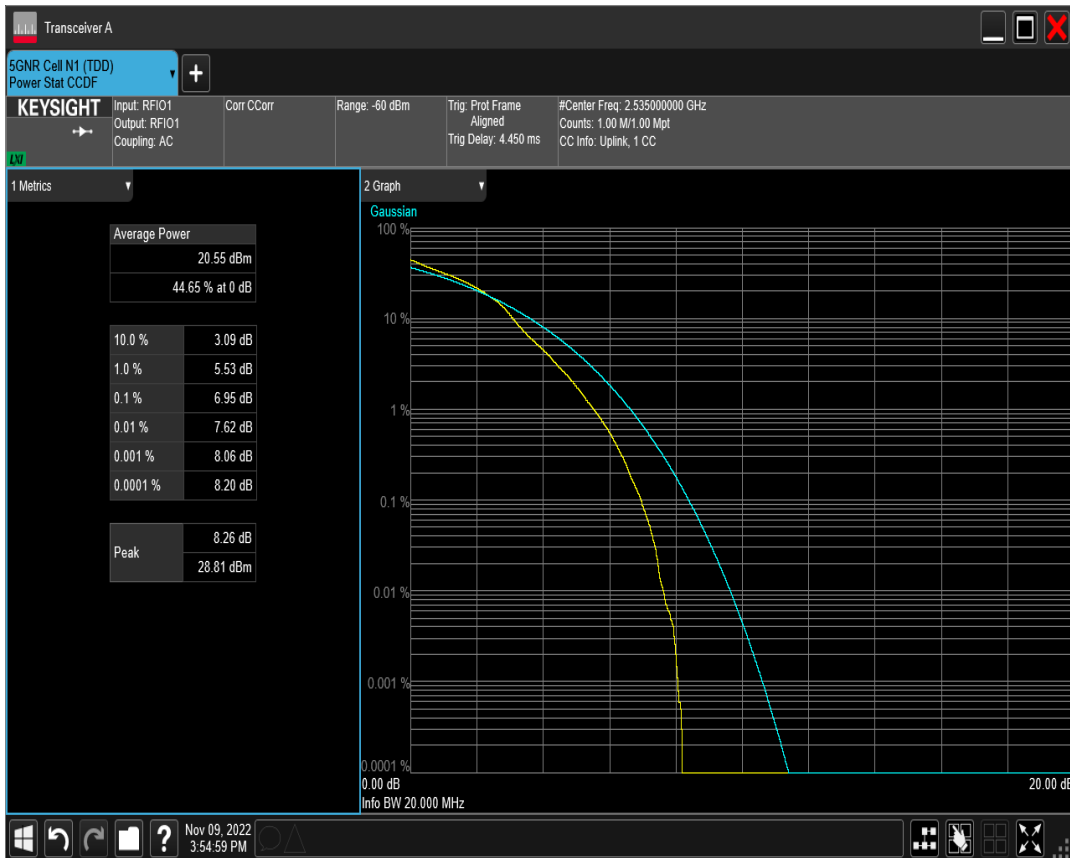 Transceiver A
5GNR Cell N1 (TDD)
Power Stat CCDF
+
KEYSIGHT
LXI
Input: RFIO1
Output: RFIO1
Coupling: AC
Corr CCorr
Range: -60 dBm
Trig: Prot Frame
Aligned
Trig Delay: 4.450 ms
#Center Freq: 2.535000000 GHz
Counts: 1.00 M/1.00 Mpt
CC Info: Uplink, 1 CC
1 Metrics
Average Power
20.55 dBm
44.65 % at 0 dB
10.0 % 3.09 dB
1.0 % 5.53 dB
0.1 % 6.95 dB
0.01 % 7.62 dB
0.001 % 8.06 dB
0.0001 % 8.20 dB
Peak
8.26 dB
28.81 dBm
2 Graph
Gaussian
100 %
10 %
1 %
0.1 %
0.01 %
0.001 %
0.0001 %
0.00 dB 20.00 dB
Info BW 20.000 MHz
?
Nov 09, 2022
3:54:59 PM